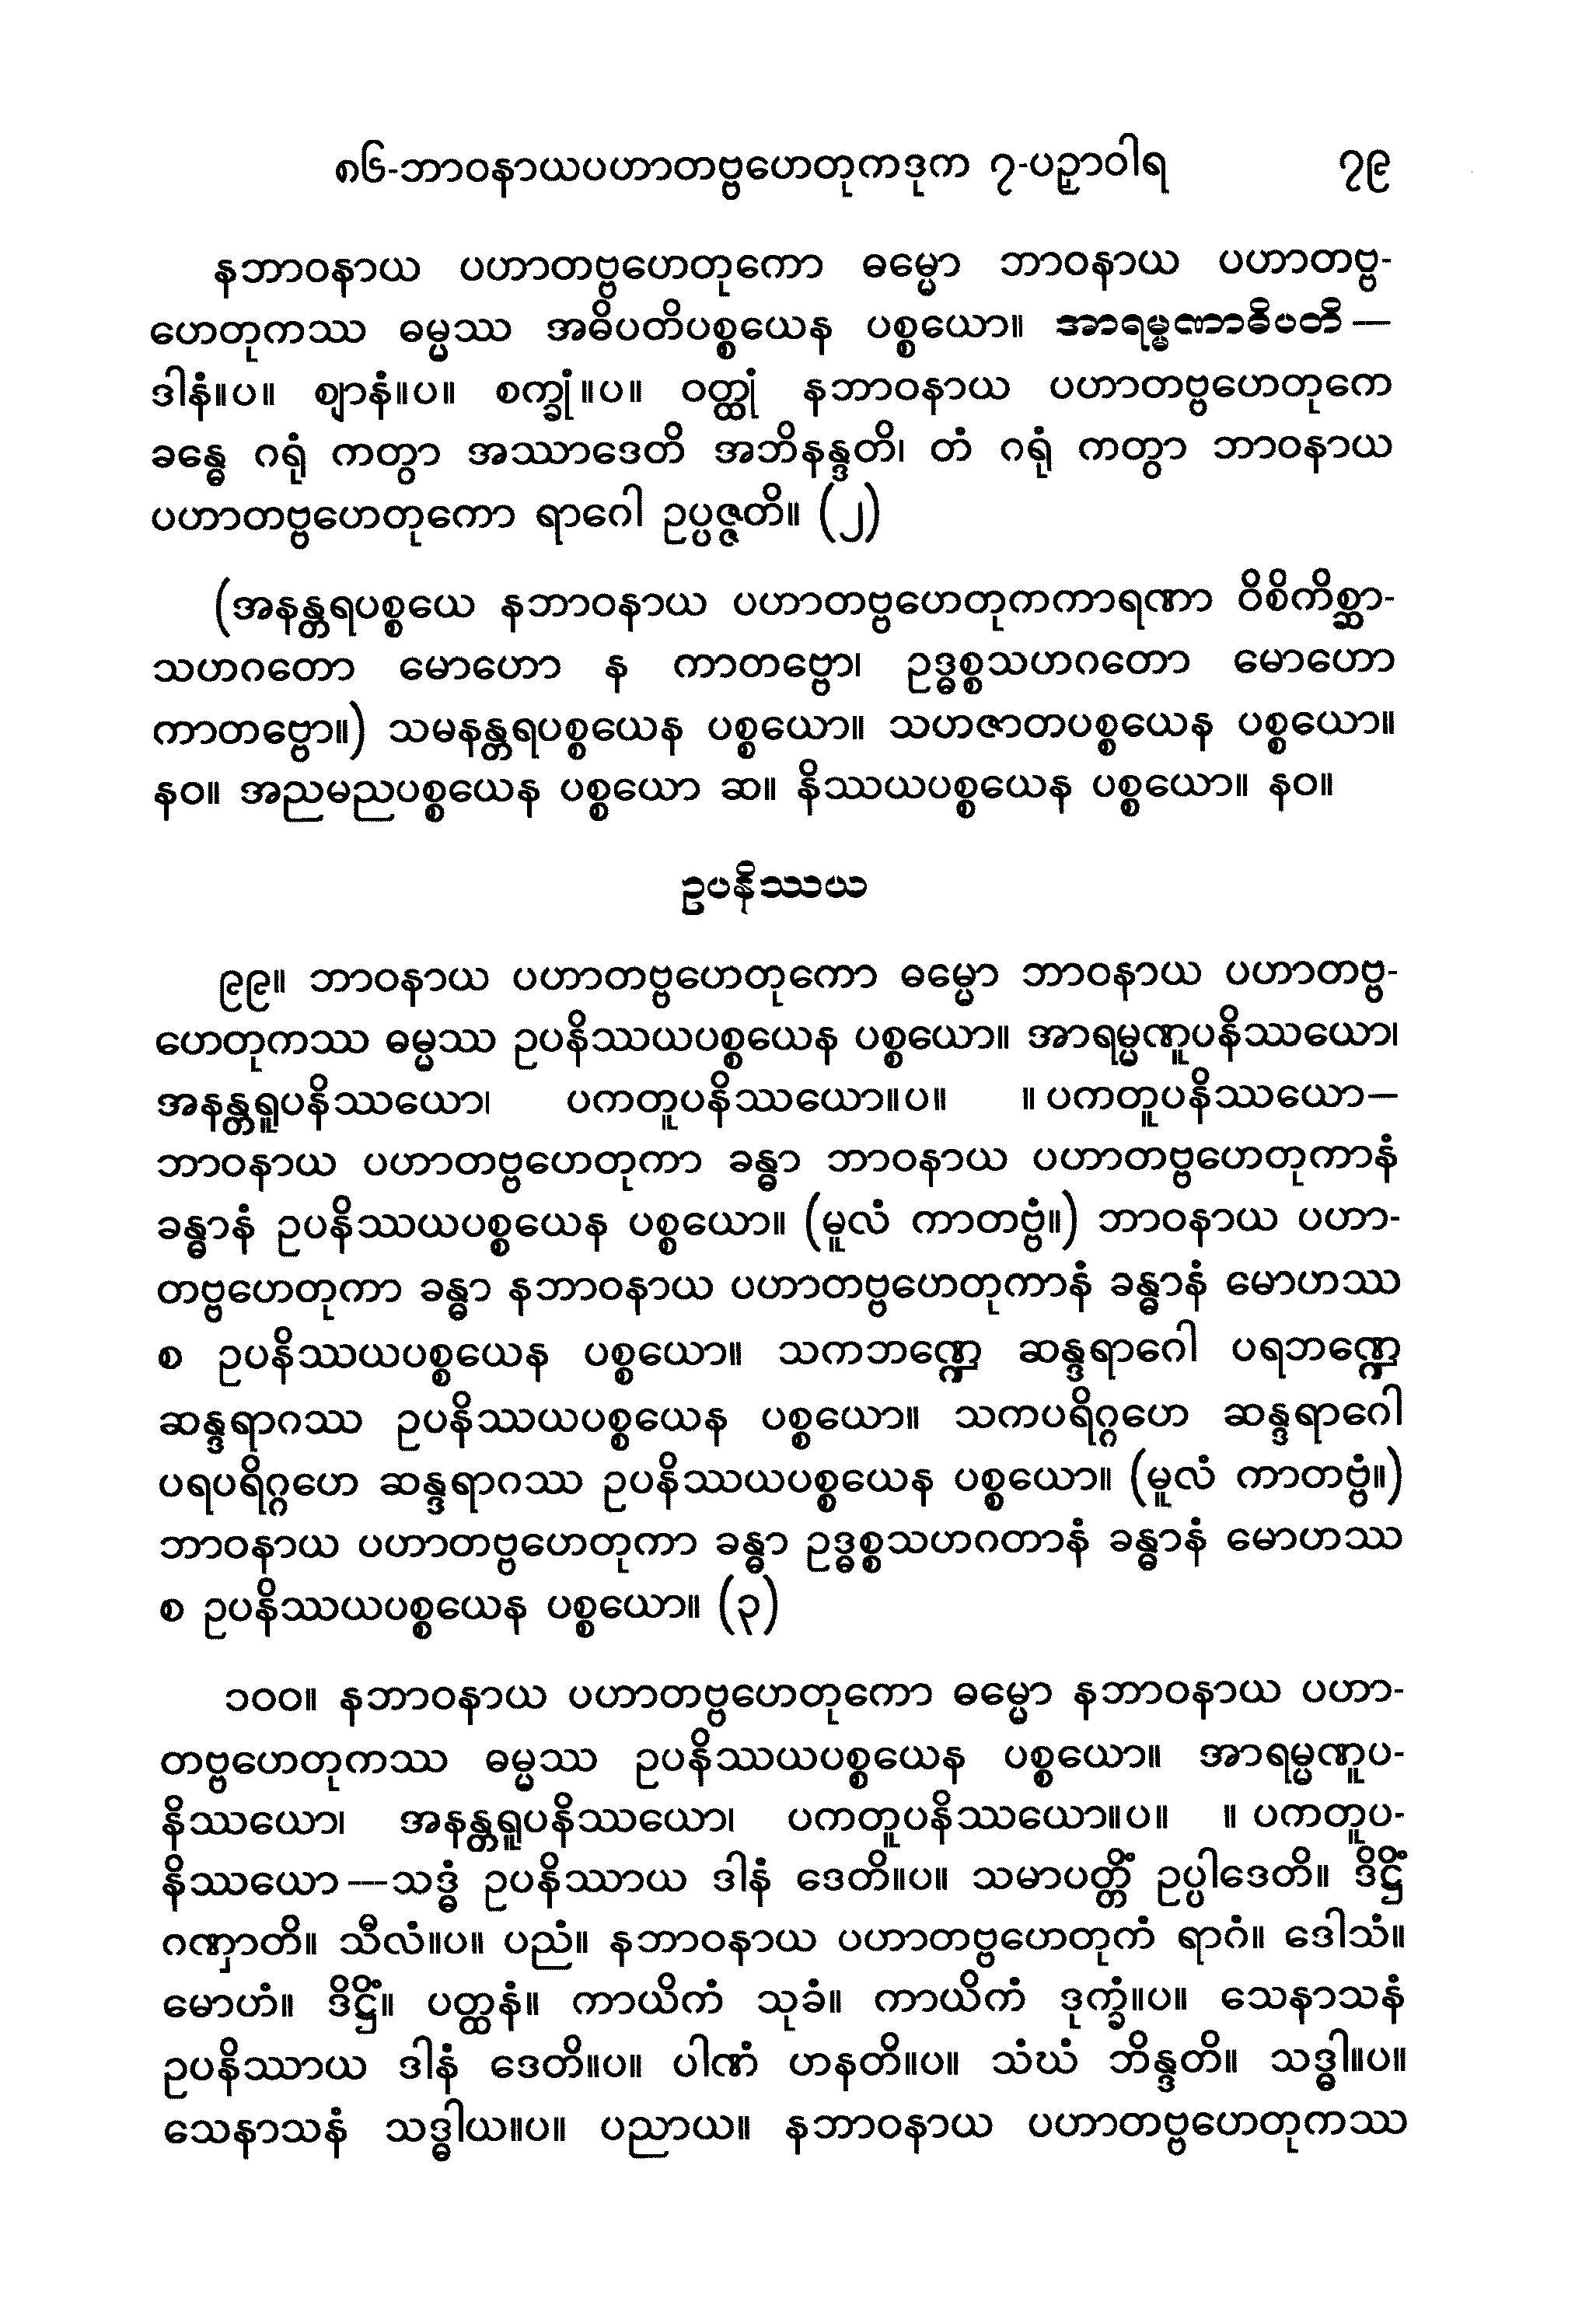 ၈၆-ဘာဝနာယပဟာတဗ္ဗဟေတုကဒုက ၇-ပဉှာဝါရ ၇၉
နဘာဝနာယ ပဟာတဗ္ဗဟေတုကော ဓမ္မော ဘာဝနာယ ပဟာတဗ္ဗ-
ဟေတုကဿ ဓမ္မဿ အဓိပတိပစ္စယေန ပစ္စယော။ အာရမ္မဏာဓိပတိ —
ဒါနံ။ပ။ ဈာနံ။ပ။ စက္ခုံ။ပ။ ဝတ္ထုံ နဘာဝနာယ ပဟာတဗ္ဗဟေတုကေ
ခန္ဓေ ဂရုံ ကတွာ အဿာဒေတိ အဘိနန္ဒတိ၊ တံ ဂရုံ ကတွာ ဘာဝနာယ
ပဟာတဗ္ဗဟေတုကော ရာဂေါ ဥပ္ပဇ္ဇတိ။ (၂)
(အနန္တရပစ္စယေ နဘာဝနာယ ပဟာတဗ္ဗဟေတုကကာရဏာ ဝိစိကိစ္ဆာ-
သဟဂတော မောဟော န ကာတဗ္ဗော၊ ဥဒ္ဓစ္စသဟဂတော မောဟော
ကာတဗ္ဗော။) သမနန္တရပစ္စယေန ပစ္စယော။ သဟဇာတပစ္စယေန ပစ္စယော။
နဝ။ အညမညပစ္စယေန ပစ္စယော ဆ။ နိဿယပစ္စယေန ပစ္စယော။ နဝ။
ဥပနိဿယ
၉၉။ ဘာဝနာယ ပဟာတဗ္ဗဟေတုကော ဓမ္မော ဘာဝနာယ ပဟာတဗ္ဗ-
ဟေတုကဿ ဓမ္မဿ ဥပနိဿယပစ္စယေန ပစ္စယော။ အာရမ္မဏူပနိဿယော၊
အနန္တရူပနိဿယော၊ ပကတူပနိဿယော။ပ။ ။ ပကတူပနိဿယော—
ဘာဝနာယ ပဟာတဗ္ဗဟေတုကာ ခန္ဓာ ဘာဝနာယ ပဟာတဗ္ဗဟေတုကာနံ
ခန္ဓာနံ ဥပနိဿယပစ္စယေန ပစ္စယော။ (မူလံ ကာတဗ္ဗံ။) ဘာဝနာယ ပဟာ-
တဗ္ဗဟေတုကာ ခန္ဓာ နဘာဝနာယ ပဟာတဗ္ဗဟေတုကာနံ ခန္ဓာနံ မောဟဿ
စ ဥပနိဿယပစ္စယေန ပစ္စယော။ သကဘဏ္ဍေ ဆန္ဒရာဂေါ ပရဘဏ္ဍေ
ဆန္ဒရာဂဿ ဥပနိဿယပစ္စယေန ပစ္စယော။ သကပရိဂ္ဂဟေ ဆန္ဒရာဂေါ
ပရပရိဂ္ဂဟေ ဆန္ဒရာဂဿ ဥပနိဿယပစ္စယေန ပစ္စယော။ (မူလံ ကာတဗ္ဗံ။)
ဘာဝနာယ ပဟာတဗ္ဗဟေတုကာ ခန္ဓာ ဥဒ္ဓစ္စသဟဂတာနံ ခန္ဓာနံ မောဟဿ
စ ဥပနိဿယပစ္စယေန ပစ္စယော။ (၃)
၁၀၀။ နဘာဝနာယ ပဟာတဗ္ဗဟေတုကော ဓမ္မော နဘာဝနာယ ပဟာ-
တဗ္ဗဟေတုကဿ ဓမ္မဿ ဥပနိဿယပစ္စယေန ပစ္စယော။ အာရမ္မဏူပ-
နိဿယော၊ အနန္တရူပနိဿယော၊ ပကတူပနိဿယော။ပ။ ။ ပကတူပ-
နိဿယော —သဒ္ဓံ ဥပနိဿာယ ဒါနံ ဒေတိ။ပ။ သမာပတ္တိံ ဥပ္ပါဒေတိ။ ဒိဋ္ဌိံ
ဂဏှာတိ။ သီလံ။ပ။ ပညံ။ နဘာဝနာယ ပဟာတဗ္ဗဟေတုကံ ရာဂံ။ ဒေါသံ။
မောဟံ။ ဒိဋ္ဌိံ။ ပတ္ထနံ။ ကာယိကံ သုခံ။ ကာယိကံ ဒုက္ခံ။ပ။ သေနာသနံ
ဥပနိဿာယ ဒါနံ ဒေတိ။ပ။ ပါဏံ ဟနတိ။ပ။ သံဃံ ဘိန္ဒတိ။ သဒ္ဓါ။ပ။
သေနာသနံ သဒ္ဓါယ။ပ။ ပညာယ။ နဘာဝနာယ ပဟာတဗ္ဗဟေတုကဿ